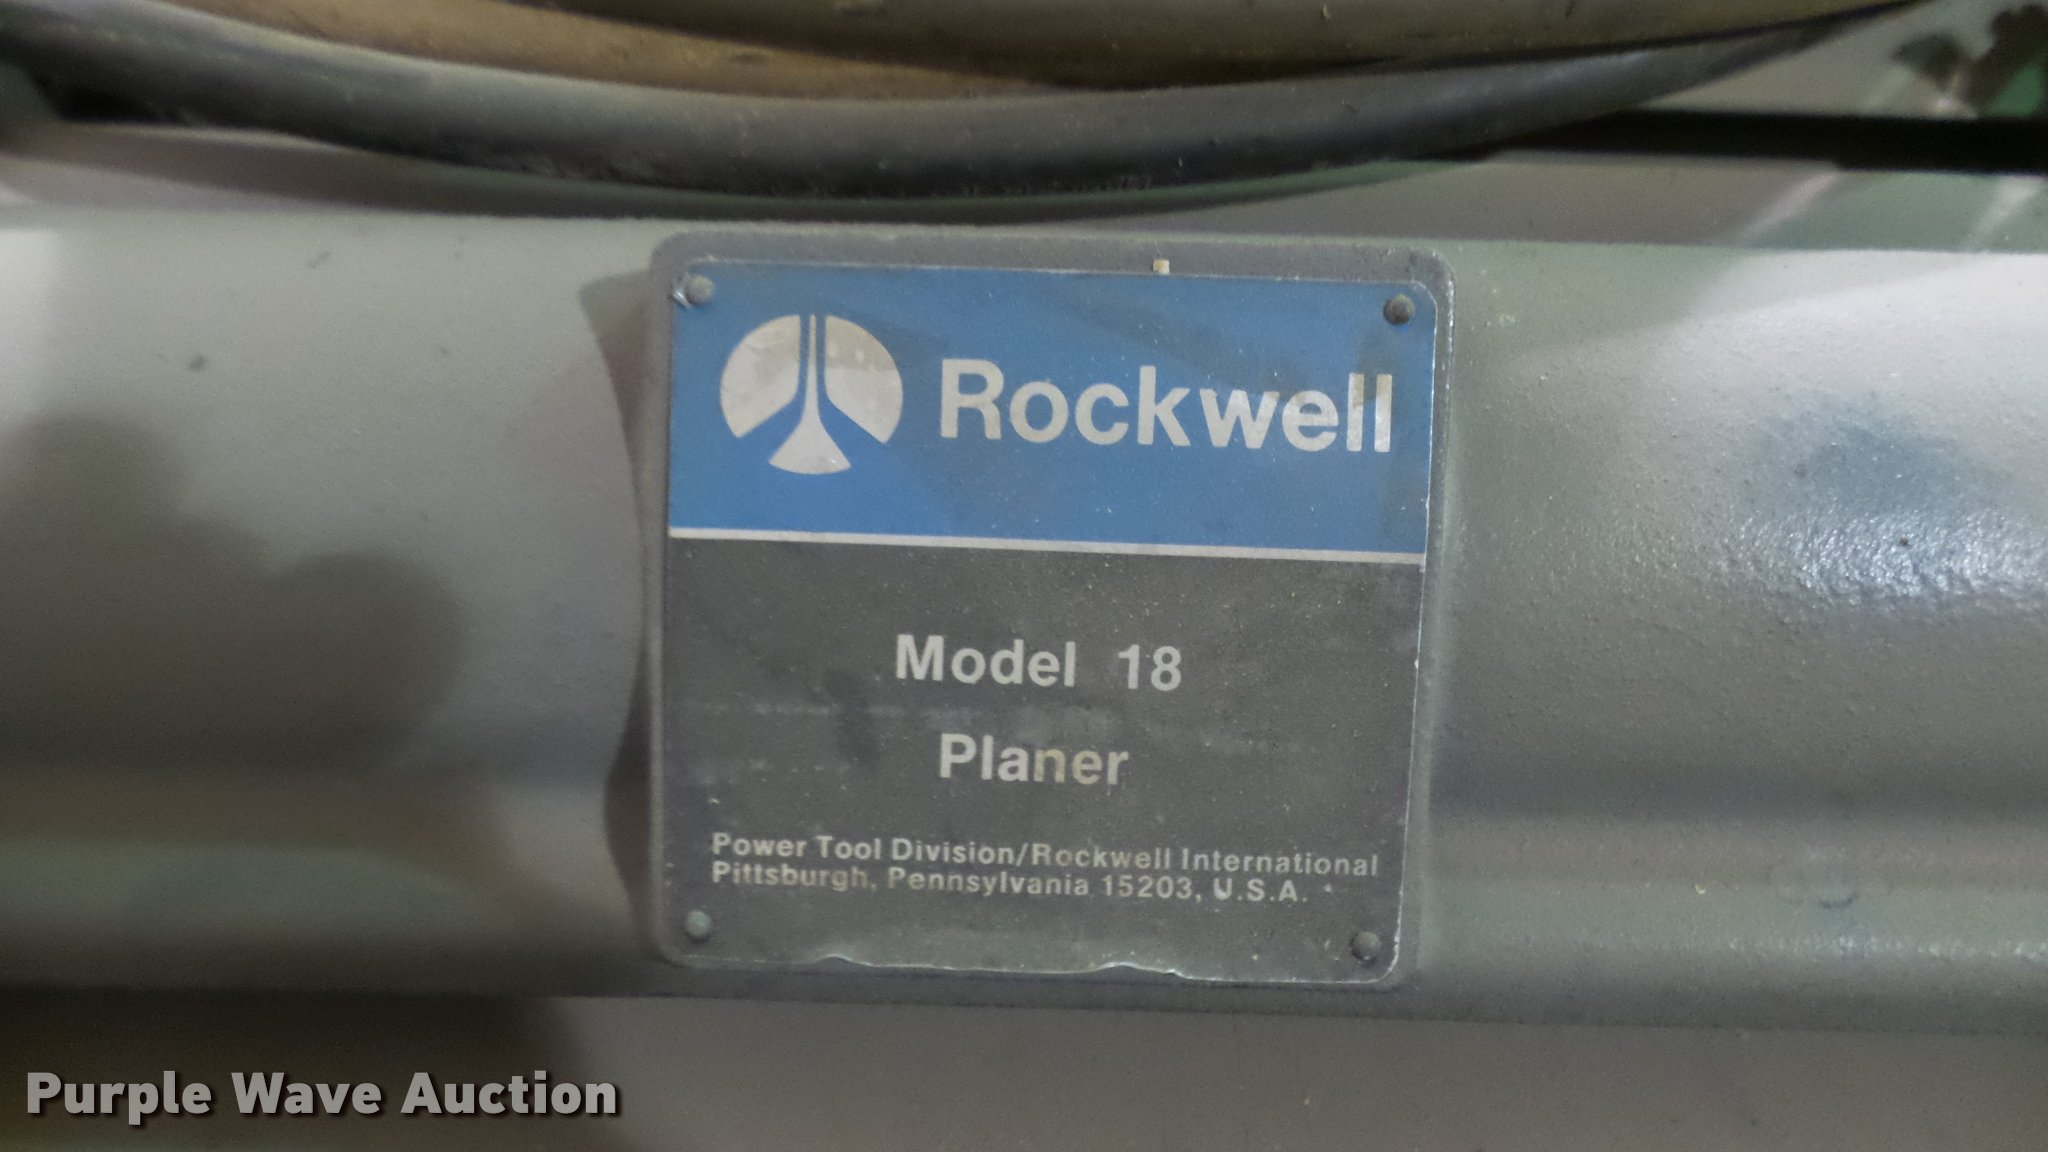 Rockwell
Model 18
Planer
Power Tool Division/Rockwell International
Pittsburgh, Pennsylvania 15203, U.S.A.
Purple Wave Auction